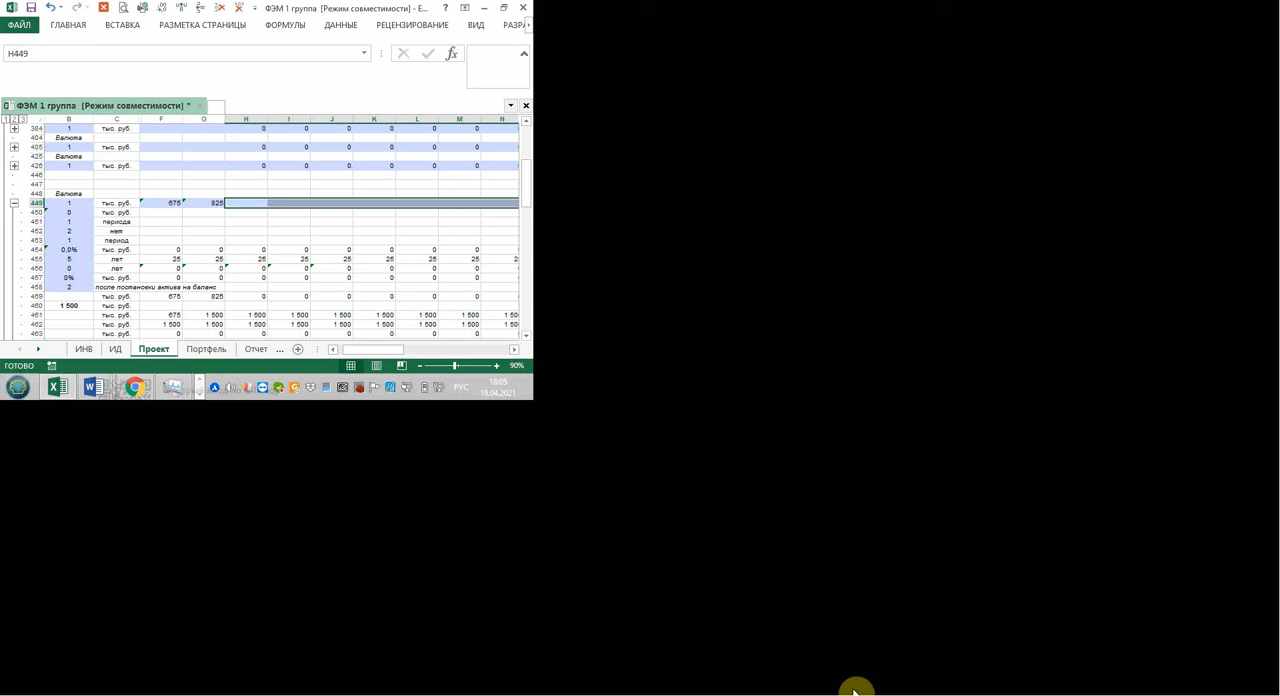 ФЭМ 1 группа [Режим совместимости] - E...
ФАЙЛ ГЛАВНАЯ ВСТАВКА РАЗМЕТКА СТРАНИЦЫ ФОРМУЛЫ ДАННЫЕ РЕЦЕНЗИРОВАНИЕ ВИД РАЗРА
H449
ФЭМ 1 группа [Режим совместимости] *
1 2 3 B C F G H I J K L M N
384 1 тыс. руб. 0 0 0 0 0 0
404 Валюта
405 1 тыс. руб. 0 0 0 0 0 0
425 Валюта
426 1 тыс. руб. 0 0 0 0 0 0
446
447
448 Валюта
449 1 тыс. руб. 675 825
450 0 тыс. руб.
451 1 периода
452 2 нет
453 1 период
454 0,0% тыс. руб. 0 0 0 0 0 0 0 0
455 5 лет 25 25 25 25 25 25 25 25 2
466 0 лет 0 0 0 0 0 0 0 0
457 0% тыс. руб. 0 0 0 0 0 0 0 0
458 2 после постановки актива на баланс
459 тыс. руб. 675 825 0 0 0 0 0 0
460 1 500 тыс. руб.
461 тыс. руб. 675 1 500 1 500 1 500 1 500 1 500 1 500 1 500 1 50
462 тыс. руб. 1 500 1 500 1 500 1 500 1 500 1 500 1 500 1 500 1 50
463 тыс. руб. 0 0 0 0 0 0 0 0
ИНВ ИД Проект Портфель Отчет ...
ГОТОВО 90%
РУС 18:05
19.04.2021